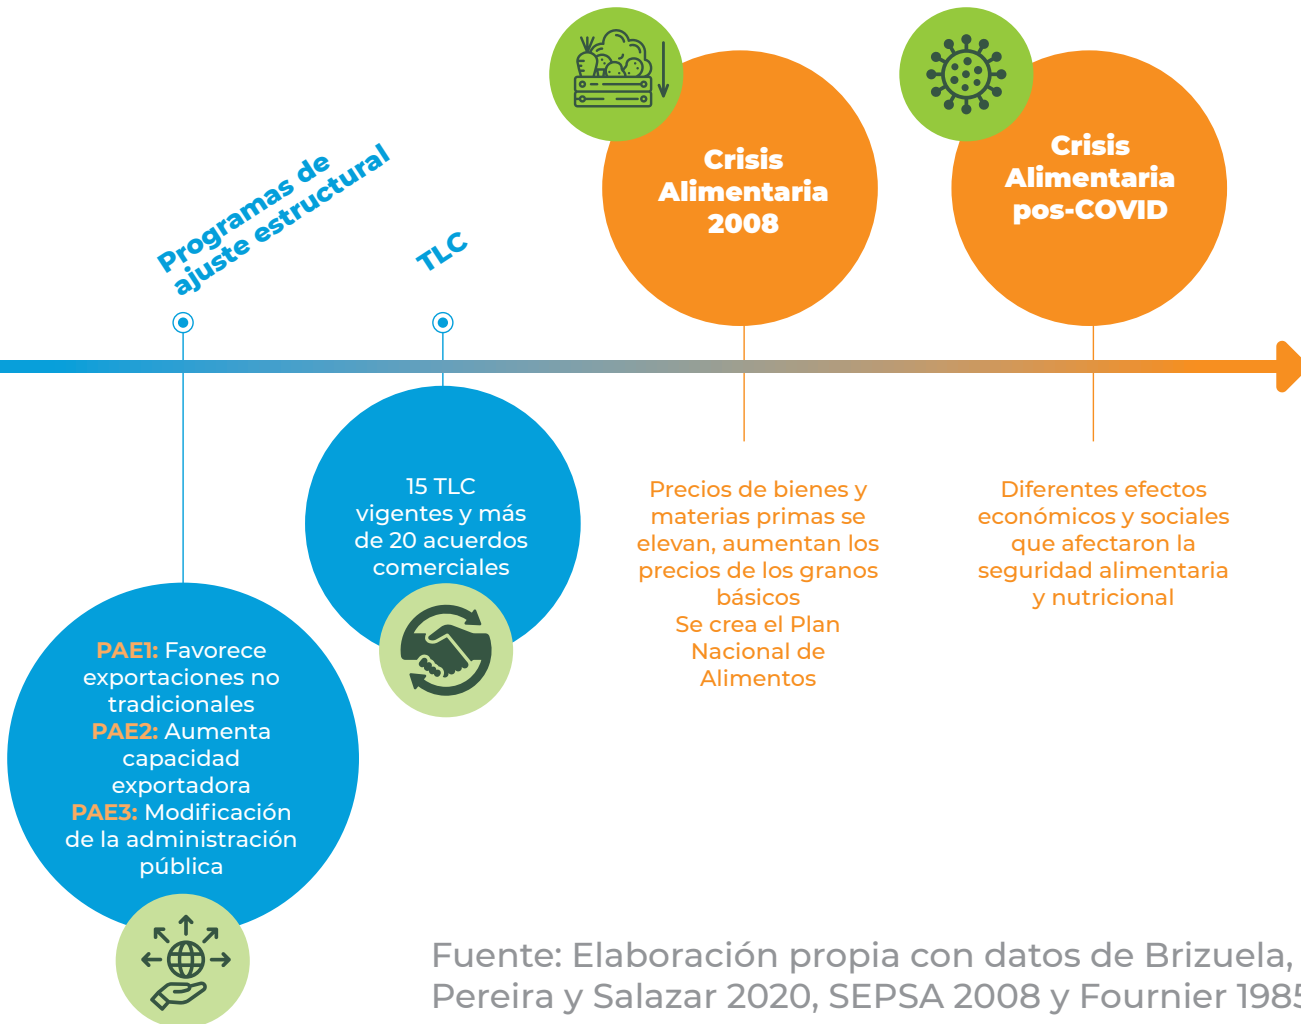 Programas de
ajuste estructural
TLC
Crisis
Alimentaria
2008
Crisis
Alimentaria
pos-COVID
PAE1: Favorece
exportaciones no
tradicionales
PAE2: Aumenta
capacidad
exportadora
PAE3: Modificación
de la administración
pública
15 TLC
vigentes y más
de 20 acuerdos
comerciales
Precios de bienes y
materias primas se
elevan, aumentan los
precios de los granos
básicos
Se crea el Plan
Nacional de
Alimentos
Diferentes efectos
económicos y sociales
que afectaron la
seguridad alimentaria
y nutricional
Fuente: Elaboración propia con datos de Brizuela,
Pereira y Salazar 2020, SEPSA 2008 y Fournier 1985